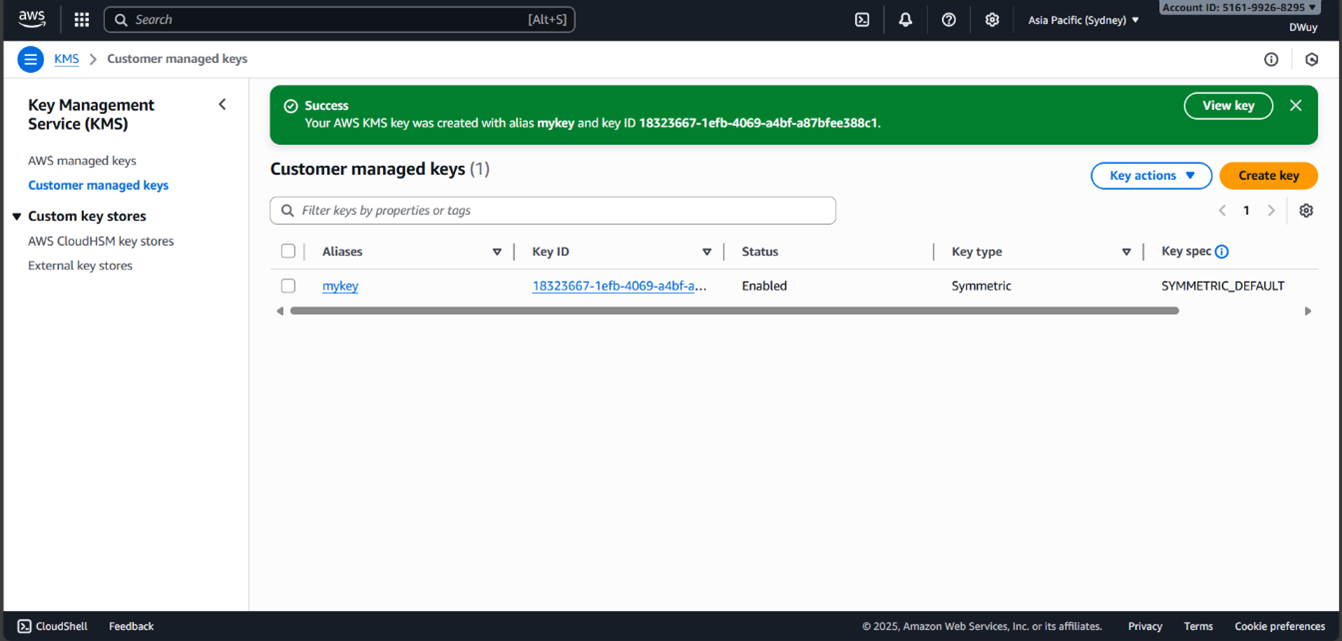 aws
Search [Alt+S]
Asia Pacific (Sydney)
Account ID: 5161-9926-8295
DWuy
KMS
Customer managed keys
Key Management
Service (KMS)
AWS managed keys
Customer managed keys
Custom key stores
AWS CloudHSM key stores
External key stores
Success
Your AWS KMS key was created with alias mykey and key ID 18323667-1efb-4069-a4bf-a87bfee388c1.
View key
Customer managed keys (1)
Key actions
Create key
Filter keys by properties or tags
1
Aliases Key ID Status Key type Key spec
mykey 18323667-1efb-4069-a4bf-a... Enabled Symmetric SYMMETRIC_DEFAULT
CloudShell Feedback © 2025, Amazon Web Services, Inc. or its affiliates. Privacy Terms Cookie preferences